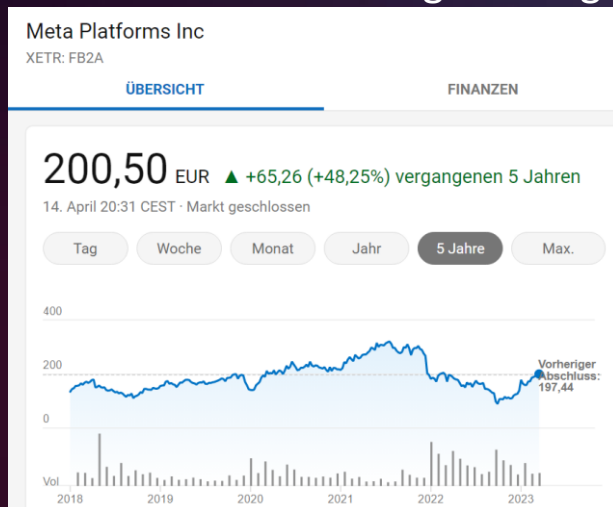 Meta Platforms Inc
XETR: FB2A
ÜBERSICHT FINANZEN
200,50 EUR ▲ +65,26 (+48,25%) vergangenen 5 Jahren
14. April 20:31 CEST · Markt geschlossen
Tag Woche Monat Jahr 5 Jahre Max.
400
200
Vorheriger
Abschluss:
197,44
0
Vol
2018 2019 2020 2021 2022 2023